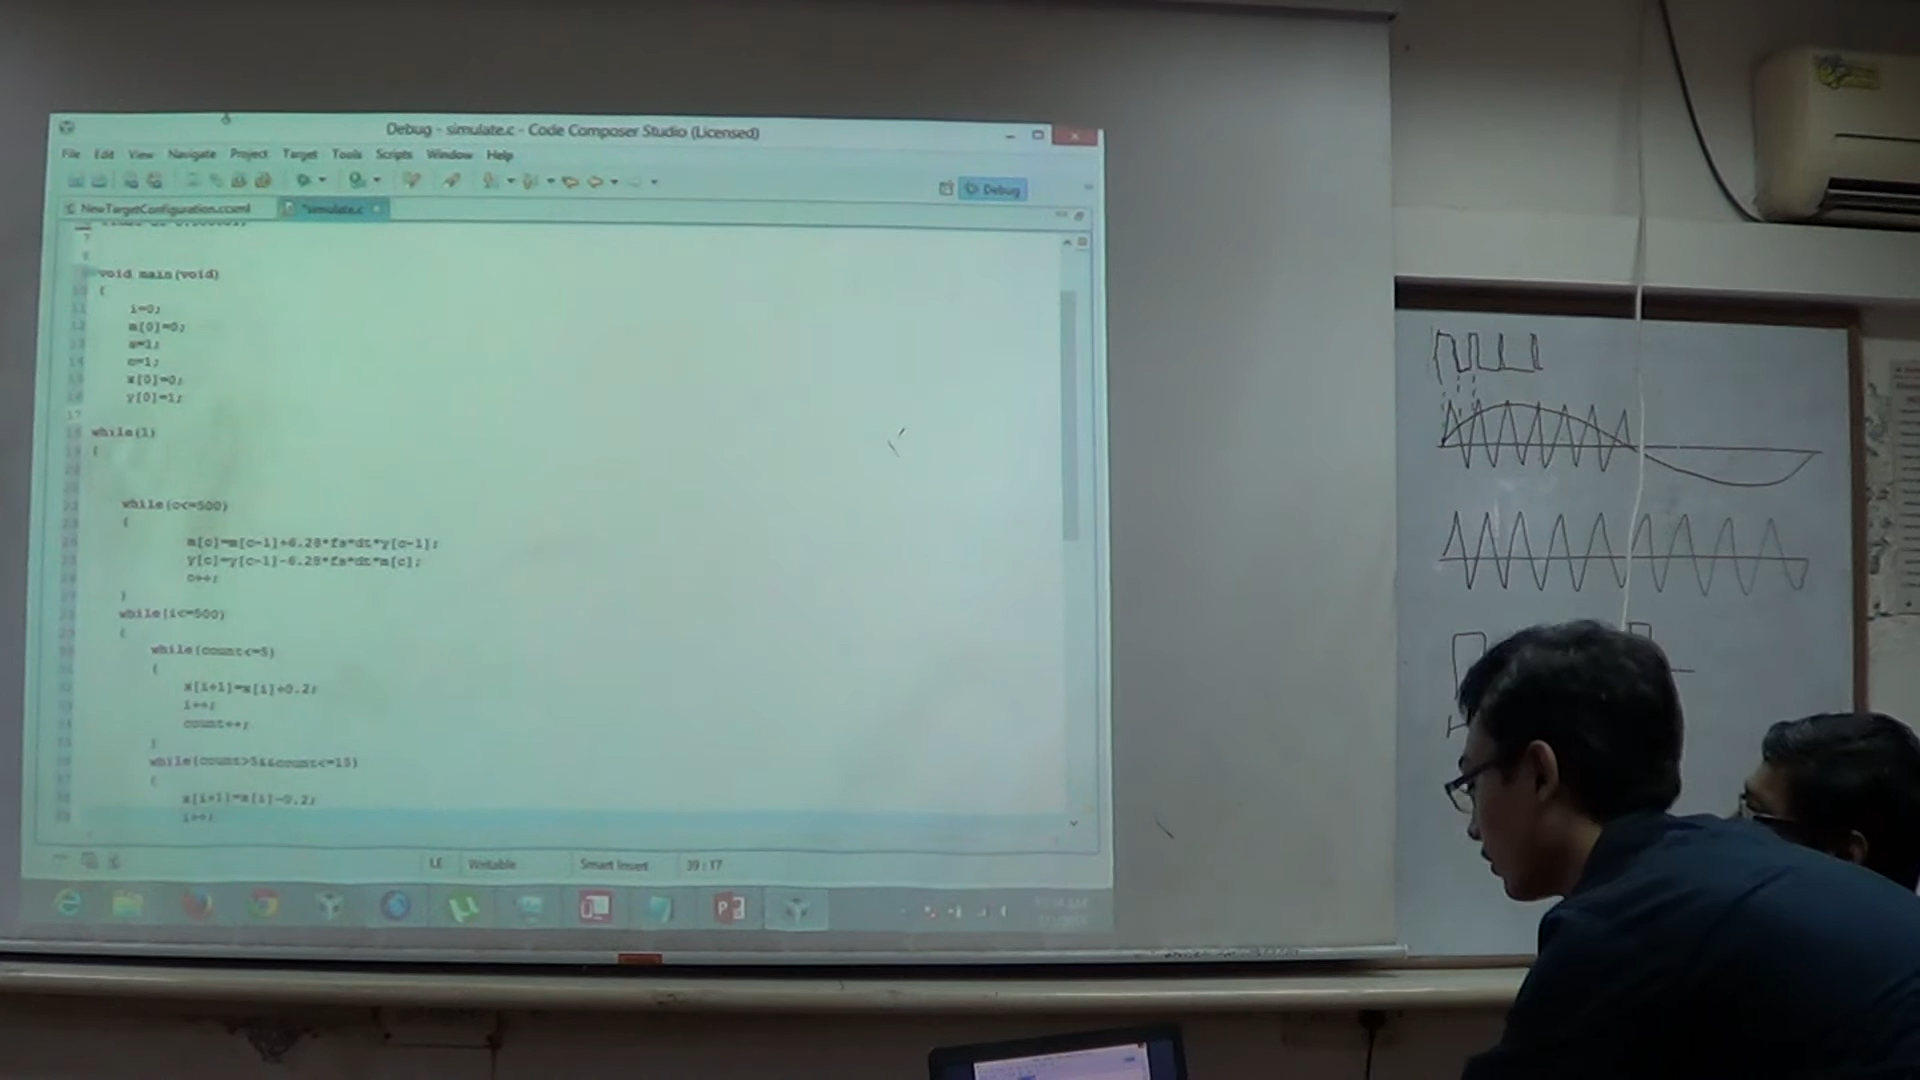 Debug - simulate.c - Code Composer Studio (Licensed)
File Edit View Navigate Project Target Tools Scripts Window Help
Debug
NewTargetConfiguration.ccxml *simulate.c
7
8
void main(void)
{
i=0;
m[0]=0;
a=1;
c=1;
x[0]=0;
y[0]=1;
17
while(1)
{
while(c<=500)
{
m[c]=m[c-1]+6.28*fs*dt*y[c-1];
y[c]=y[c-1]-6.28*fs*dt*m[c];
c++;
}
while(i<=500)
{
while(count<=5)
{
x[i+1]=x[i]+0.2;
i++;
count++;
}
while(count>5&&count<=15)
{
x[i+1]=x[i]-0.2;
i++;
Writable Smart Insert 39 : 17